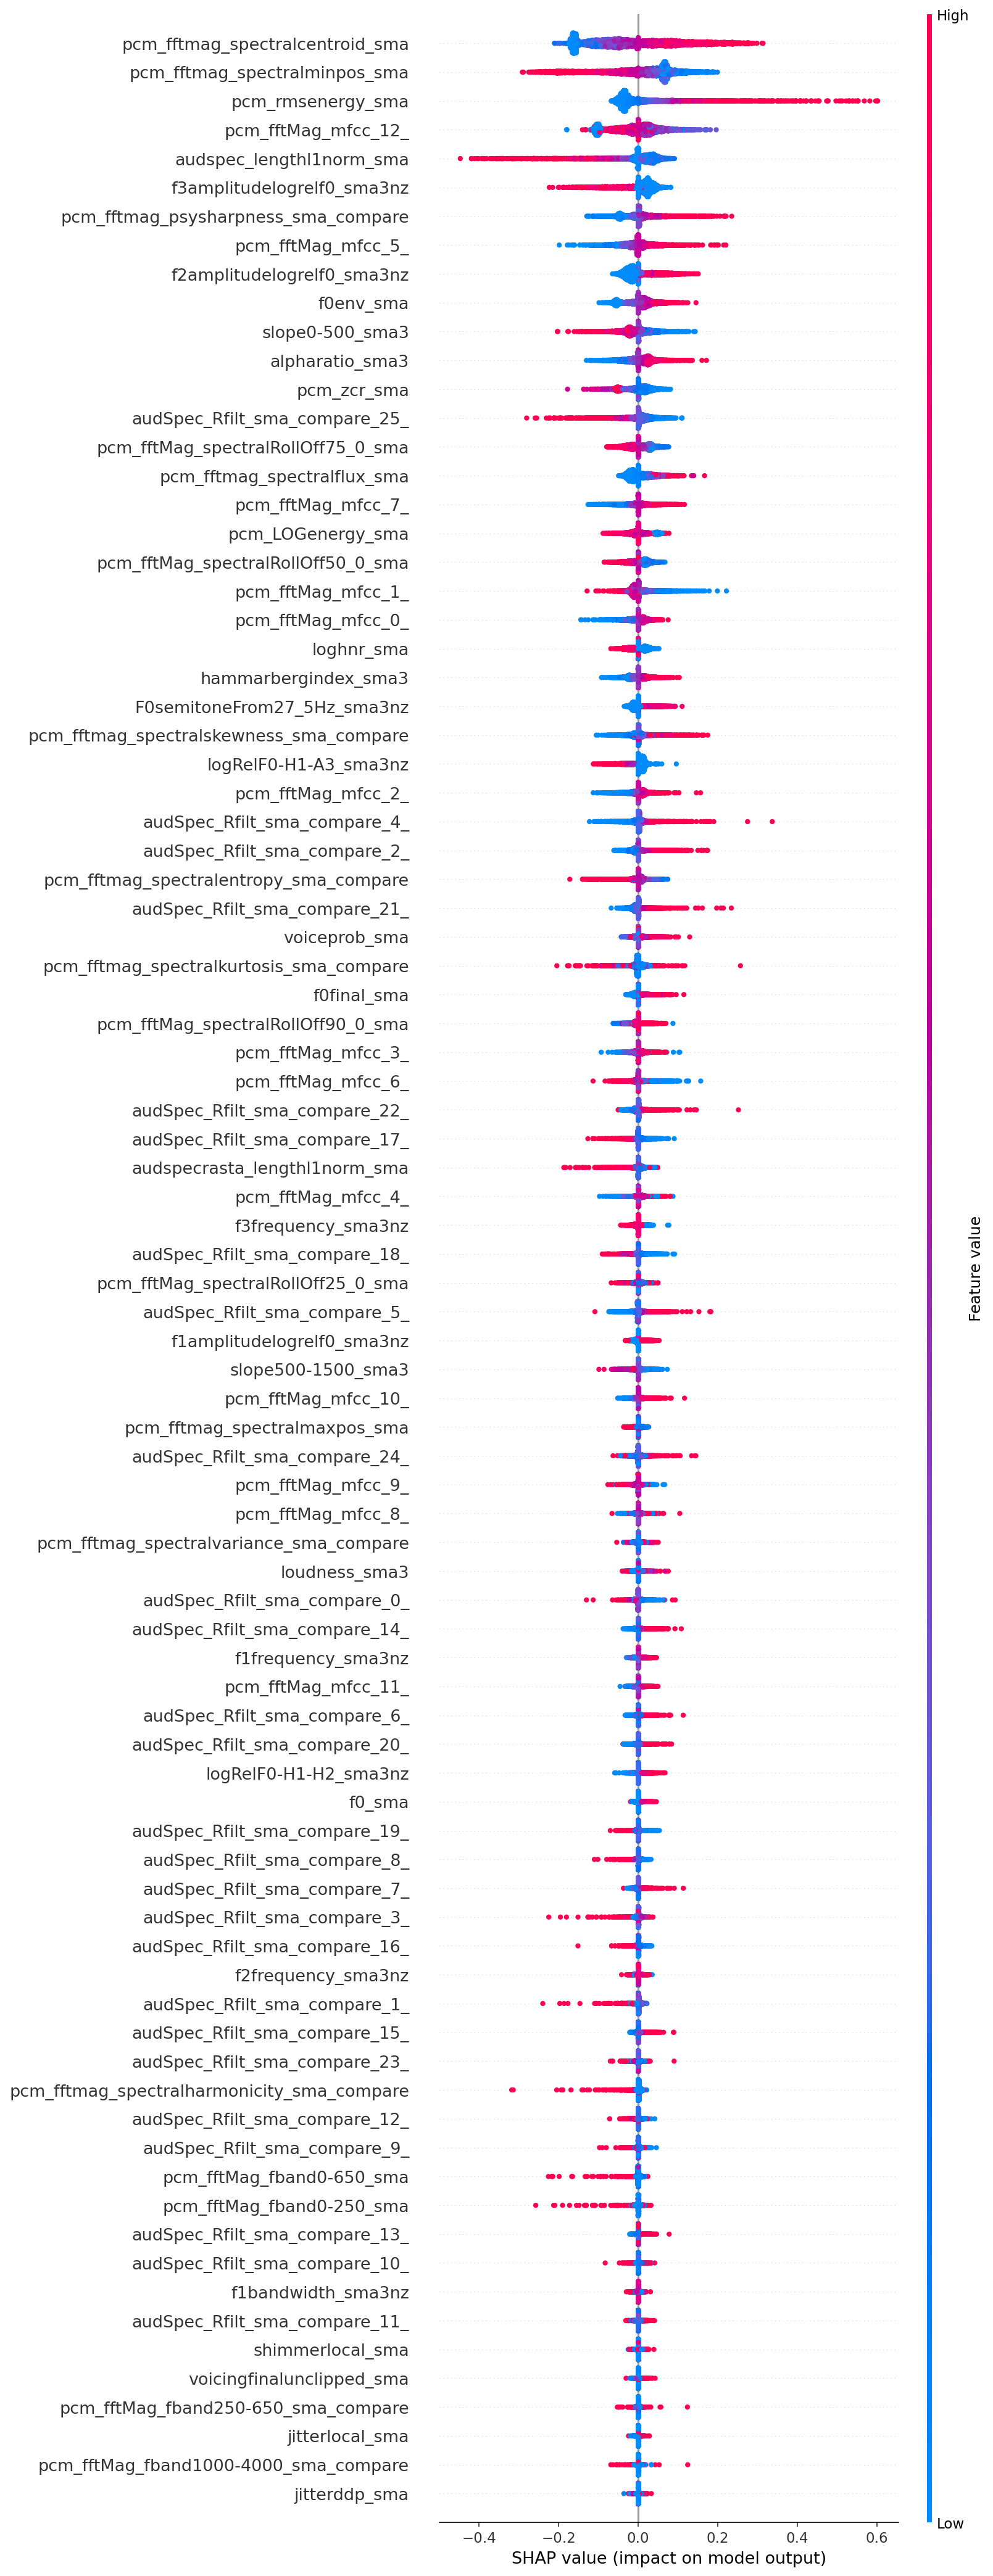 High
pcm_fftmag_spectralcentroid_sma
pcm_fftmag_spectralminpos_sma
pcm_rmsenergy_sma
pcm_fftMag_mfcc_12_
audspec_lengthl1norm_sma
f3amplitudelogrelf0_sma3nz
pcm_fftmag_psysharpness_sma_compare
pcm_fftMag_mfcc_5_
f2amplitudelogrelf0_sma3nz
f0env_sma
slope0-500_sma3
alpharatio_sma3
pcm_zcr_sma
audSpec_Rfilt_sma_compare_25_
pcm_fftMag_spectralRollOff75_0_sma
pcm_fftmag_spectralflux_sma
pcm_fftMag_mfcc_7_
pcm_LOGenergy_sma
pcm_fftMag_spectralRollOff50_0_sma
pcm_fftMag_mfcc_1_
pcm_fftMag_mfcc_0_
loghnr_sma
hammarbergindex_sma3
F0semitoneFrom27_5Hz_sma3nz
pcm_fftmag_spectralskewness_sma_compare
logRelF0-H1-A3_sma3nz
pcm_fftMag_mfcc_2_
audSpec_Rfilt_sma_compare_4_
audSpec_Rfilt_sma_compare_2_
pcm_fftmag_spectralentropy_sma_compare
audSpec_Rfilt_sma_compare_21_
voiceprob_sma
pcm_fftmag_spectralkurtosis_sma_compare
f0final_sma
pcm_fftMag_spectralRollOff90_0_sma
pcm_fftMag_mfcc_3_
pcm_fftMag_mfcc_6_
audSpec_Rfilt_sma_compare_22_
audSpec_Rfilt_sma_compare_17_
audspecrasta_lengthl1norm_sma
pcm_fftMag_mfcc_4_
f3frequency_sma3nz
audSpec_Rfilt_sma_compare_18_
pcm_fftMag_spectralRollOff25_0_sma
audSpec_Rfilt_sma_compare_5_
f1amplitudelogrelf0_sma3nz
slope500-1500_sma3
pcm_fftMag_mfcc_10_
pcm_fftmag_spectralmaxpos_sma
audSpec_Rfilt_sma_compare_24_
pcm_fftMag_mfcc_9_
pcm_fftMag_mfcc_8_
pcm_fftmag_spectralvariance_sma_compare
loudness_sma3
audSpec_Rfilt_sma_compare_0_
audSpec_Rfilt_sma_compare_14_
f1frequency_sma3nz
pcm_fftMag_mfcc_11_
audSpec_Rfilt_sma_compare_6_
audSpec_Rfilt_sma_compare_20_
logRelF0-H1-H2_sma3nz
f0_sma
audSpec_Rfilt_sma_compare_19_
audSpec_Rfilt_sma_compare_8_
audSpec_Rfilt_sma_compare_7_
audSpec_Rfilt_sma_compare_3_
audSpec_Rfilt_sma_compare_16_
f2frequency_sma3nz
audSpec_Rfilt_sma_compare_1_
audSpec_Rfilt_sma_compare_15_
audSpec_Rfilt_sma_compare_23_
pcm_fftmag_spectralharmonicity_sma_compare
audSpec_Rfilt_sma_compare_12_
audSpec_Rfilt_sma_compare_9_
pcm_fftMag_fband0-650_sma
pcm_fftMag_fband0-250_sma
audSpec_Rfilt_sma_compare_13_
audSpec_Rfilt_sma_compare_10_
f1bandwidth_sma3nz
audSpec_Rfilt_sma_compare_11_
shimmerlocal_sma
voicingfinalunclipped_sma
pcm_fftMag_fband250-650_sma_compare
jitterlocal_sma
pcm_fftMag_fband1000-4000_sma_compare
jitterddp_sma
Feature value
Low
−0.4 −0.2 0.0 0.2 0.4 0.6
SHAP value (impact on model output)